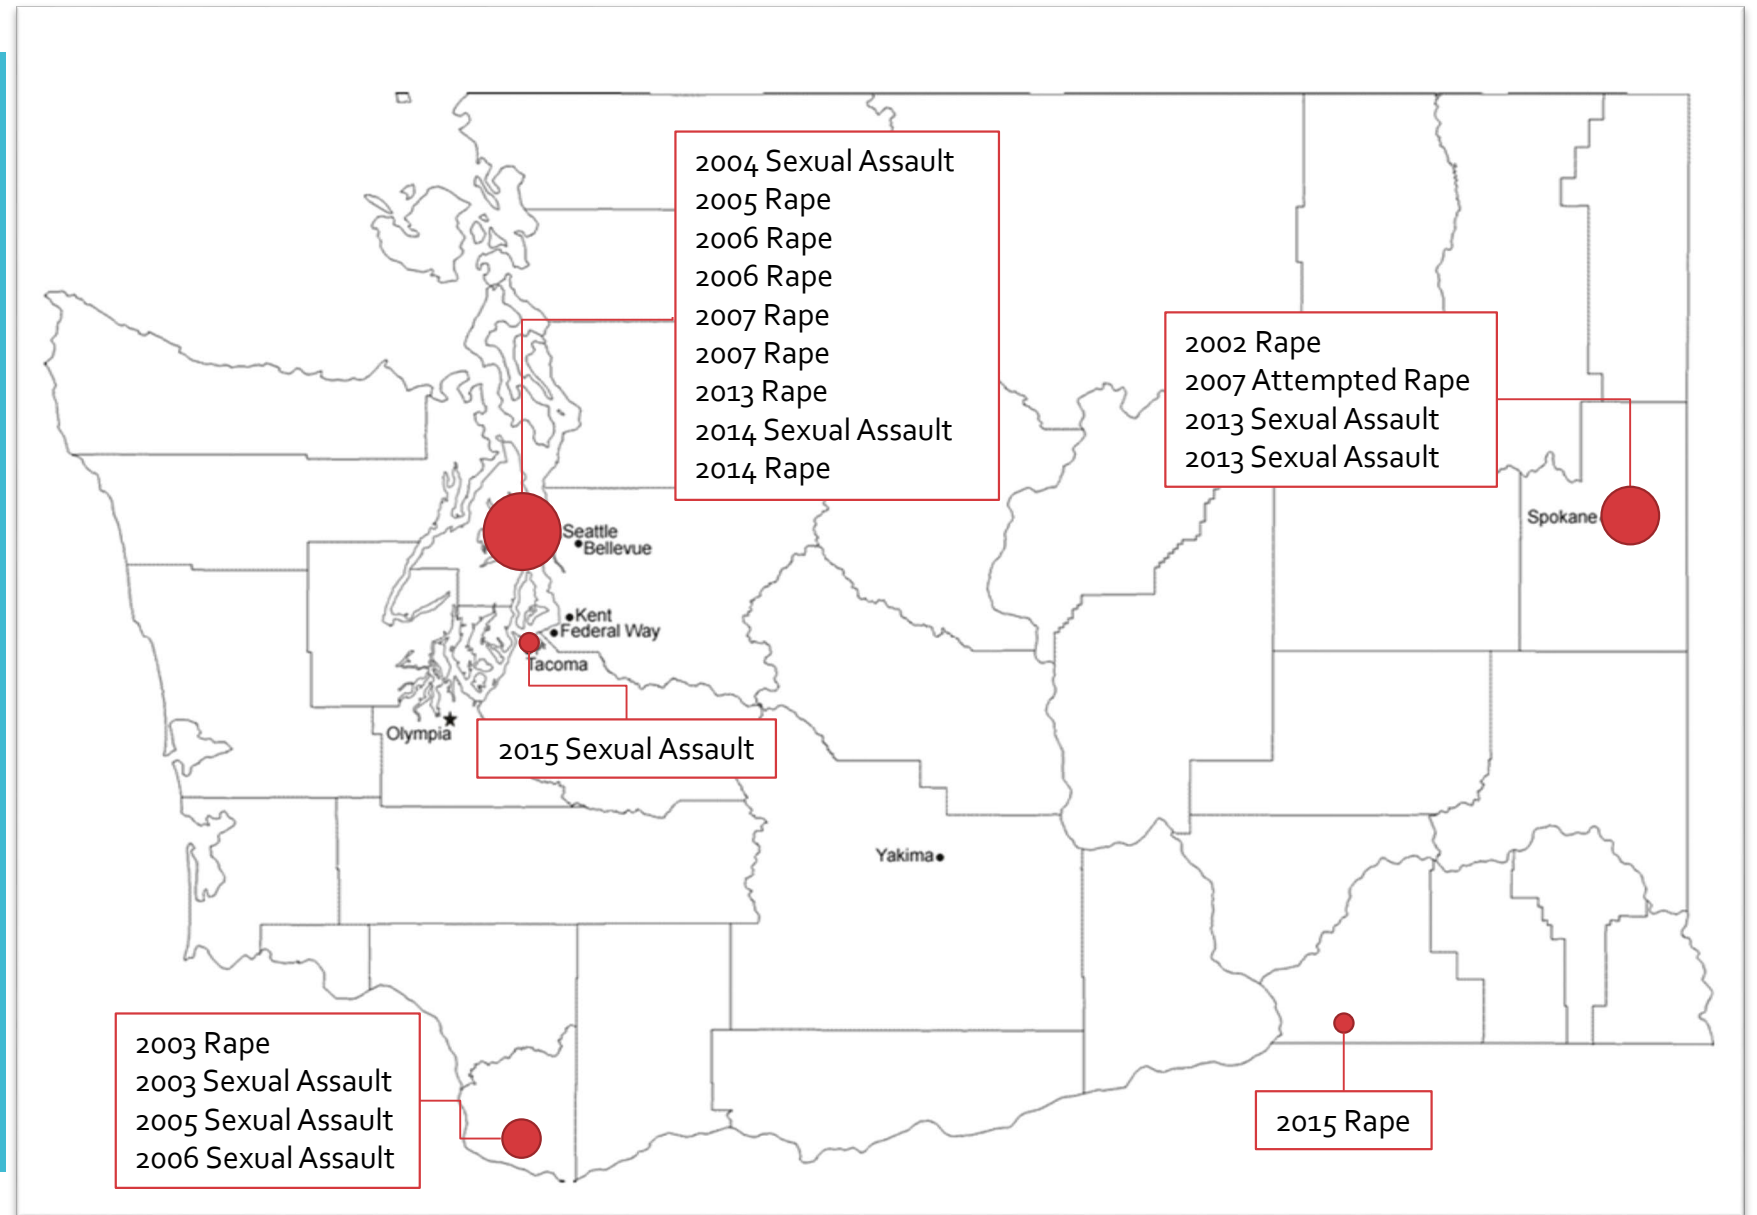 2004 Sexual Assault
2005 Rape
2006 Rape
2006 Rape
2007 Rape
2007 Rape
2013 Rape
2014 Sexual Assault
2014 Rape
2002 Rape
2007 Attempted Rape
2013 Sexual Assault
2013 Sexual Assault
Spokane
Seattle
Bellevue
Kent
Federal Way
Tacoma
Olympia
2015 Sexual Assault
Yakima
2003 Rape
2003 Sexual Assault
2005 Sexual Assault
2006 Sexual Assault
2015 Rape